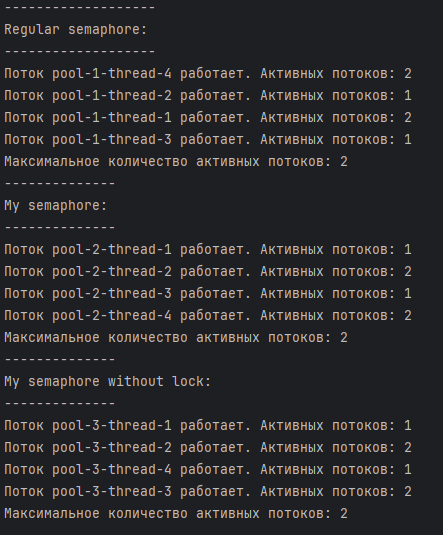 -------------------
Regular semaphore:
-------------------
Поток pool-1-thread-4 работает. Активных потоков: 2
Поток pool-1-thread-2 работает. Активных потоков: 1
Поток pool-1-thread-1 работает. Активных потоков: 2
Поток pool-1-thread-3 работает. Активных потоков: 1
Максимальное количество активных потоков: 2
--------------
My semaphore:
--------------
Поток pool-2-thread-1 работает. Активных потоков: 1
Поток pool-2-thread-2 работает. Активных потоков: 2
Поток pool-2-thread-3 работает. Активных потоков: 1
Поток pool-2-thread-4 работает. Активных потоков: 2
Максимальное количество активных потоков: 2
--------------
My semaphore without lock:
--------------
Поток pool-3-thread-1 работает. Активных потоков: 1
Поток pool-3-thread-2 работает. Активных потоков: 2
Поток pool-3-thread-4 работает. Активных потоков: 1
Поток pool-3-thread-3 работает. Активных потоков: 2
Максимальное количество активных потоков: 2